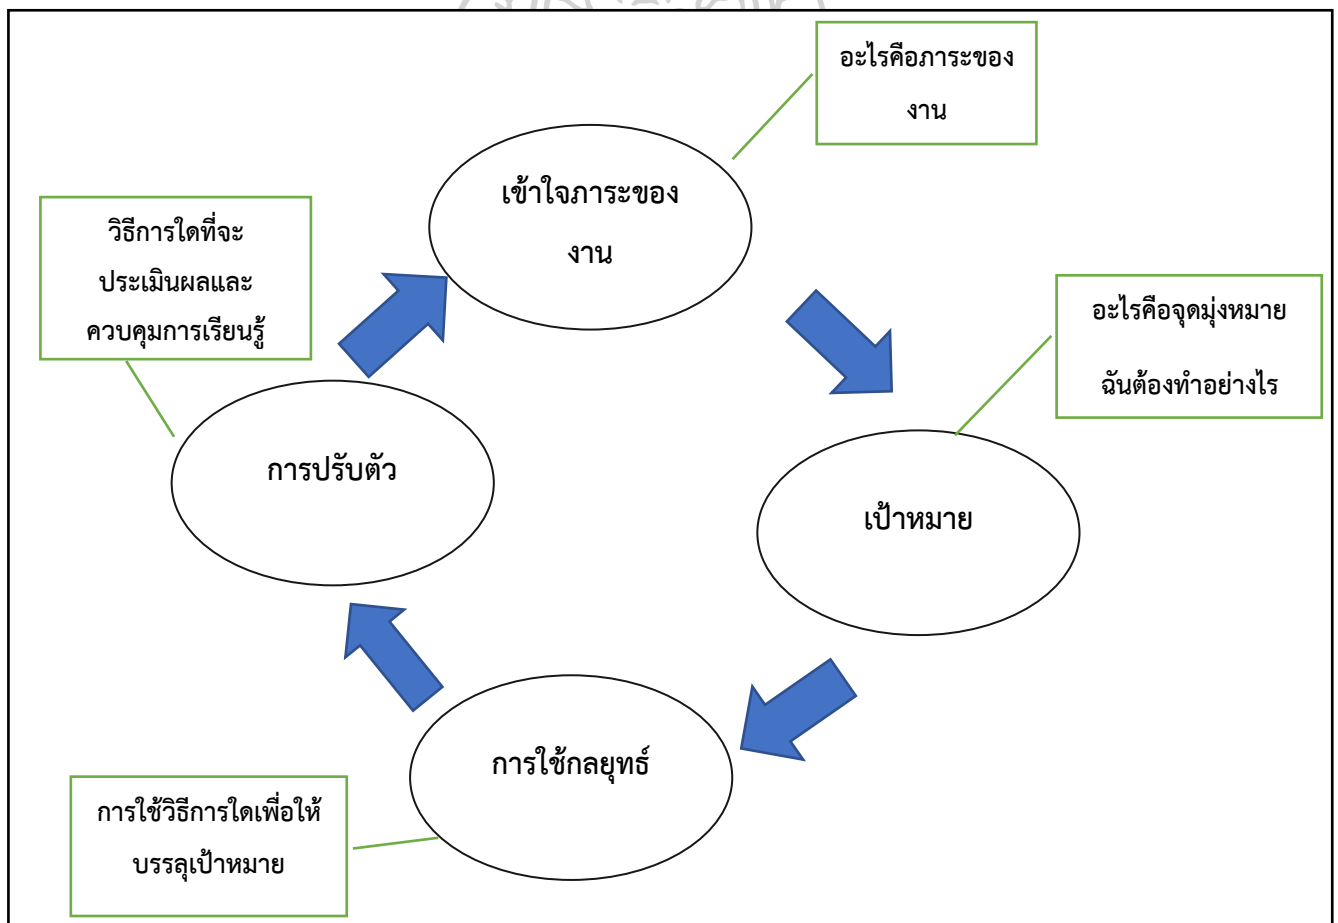 อะไรคือภาระของ
งาน
เข้าใจภาระของ
งาน
วิธีการใดที่จะ
ประเมินผลและ
ควบคุมการเรียนรู้
อะไรคือจุดมุ่งหมาย
ฉันต้องทำอย่างไร
การปรับตัว
เป้าหมาย
การใช้กลยุทธ์
การใช้วิธีการใดเพื่อให้
บรรลุเป้าหมาย